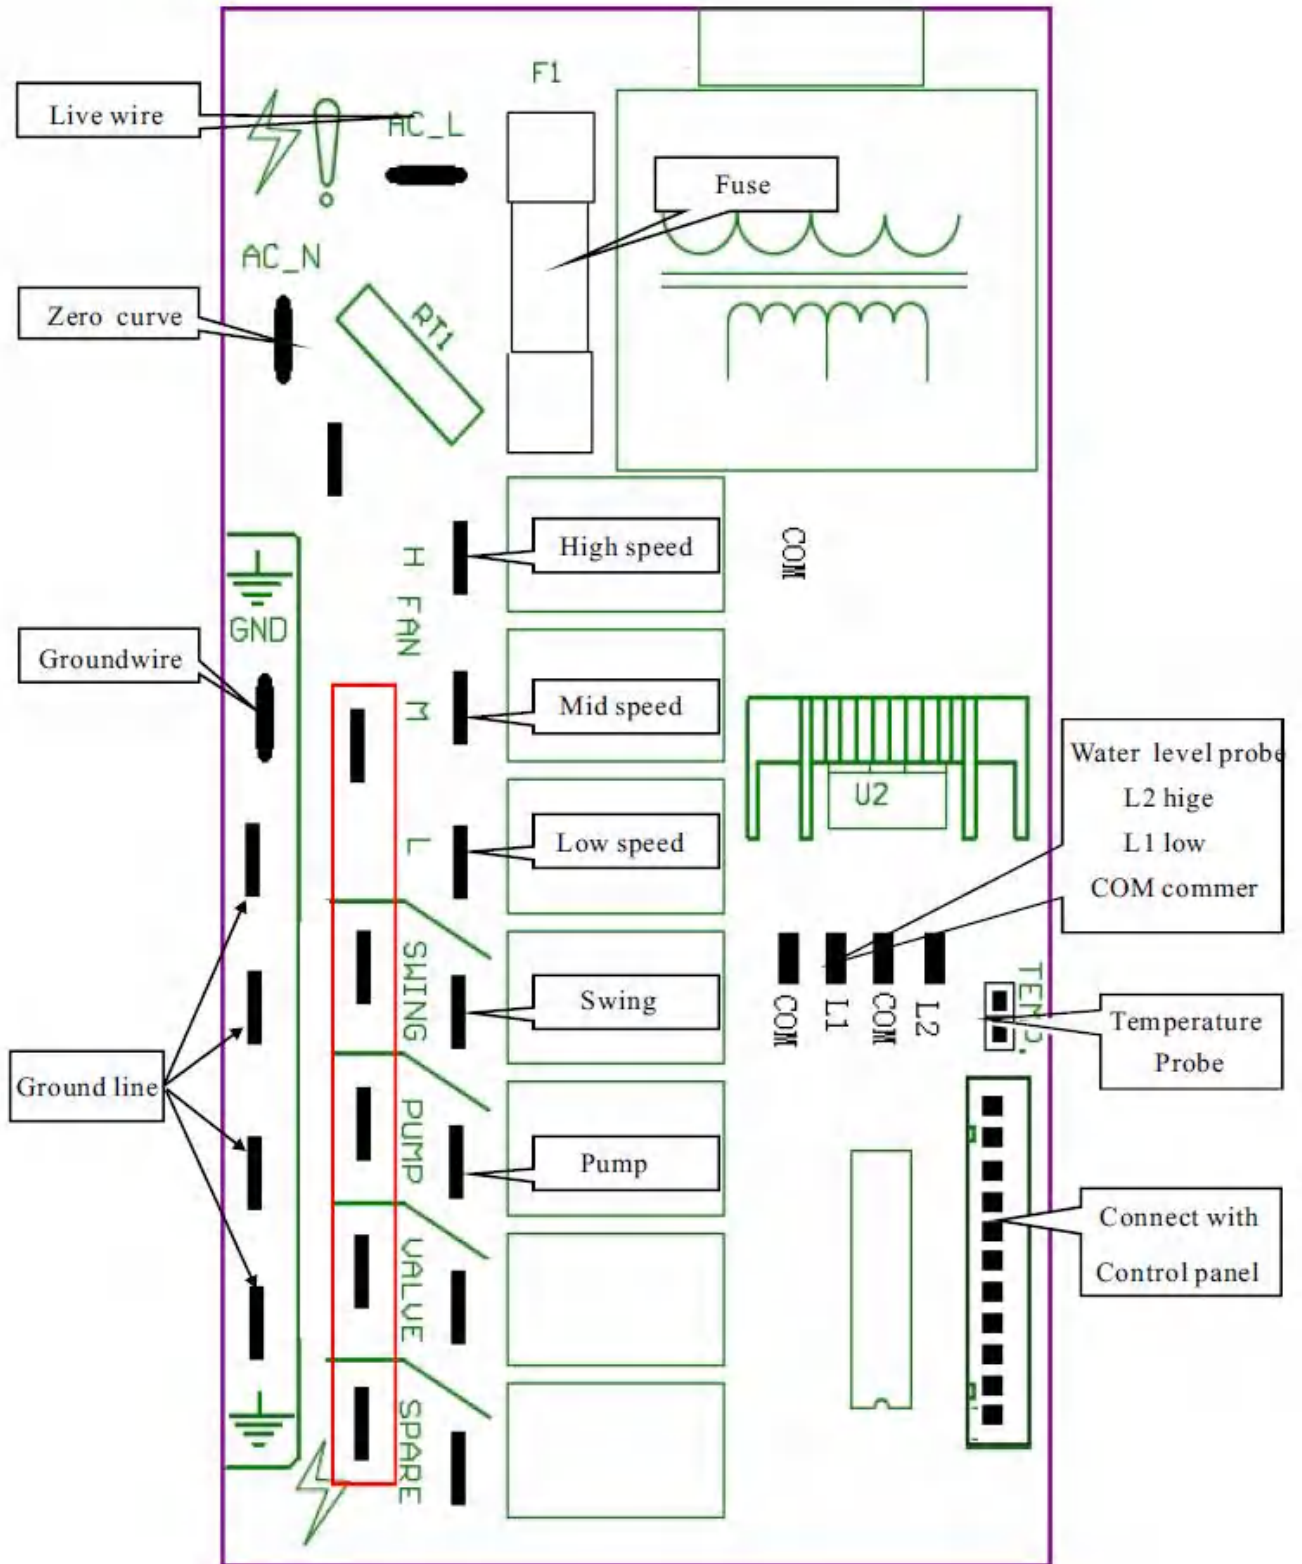 F1
Live wire
AC_L
Fuse
AC_N
Zero curve
RT1
High speed
COM
H
FAN
GND
Groundwire
M
Mid speed
Water level probe
L2 hige
L1 low
COM commer
U2
L
Low speed
SWING
Swing
COM
L1
COM
L2
TEMP.
Temperature
Probe
Ground line
PUMP
Pump
Connect with
Control panel
VALVE
SPARE